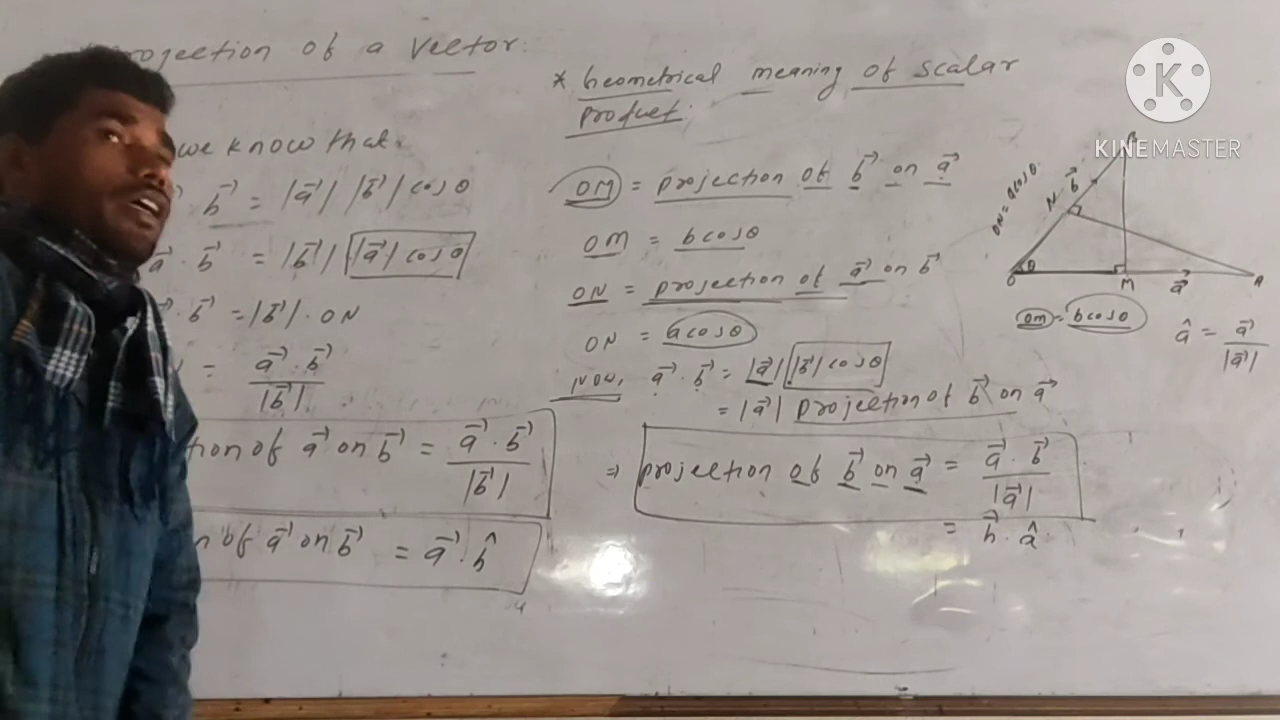 projection of a vector.
we know that.
b⃗ = |a⃗| |b⃗| cos θ
a⃗ . b⃗ = |b⃗| |a⃗| cos θ
. b⃗ = |b⃗| . ON
= a⃗ . b⃗ / |b⃗|
tion of a⃗ on b⃗ = a⃗ . b⃗ / |b⃗|
n of a⃗ on b⃗ = a⃗ . b̂
* Geometrical meaning of scalar
product.
OM = projection of b⃗ on a⃗
OM = b cos θ
ON = projection of a⃗ on b⃗
ON = a cos θ
Now, a⃗ . b⃗ = |a⃗| |b⃗| cos θ
= |a⃗| projection of b⃗ on a⃗
⇒ projection of b⃗ on a⃗ = a⃗ . b⃗ / |a⃗|
= b⃗ . â
K
KINEMASTER
B
ON = a cos θ
N b⃗
θ
O M a⃗ A
OM = b cos θ
â = a⃗ / |a⃗|